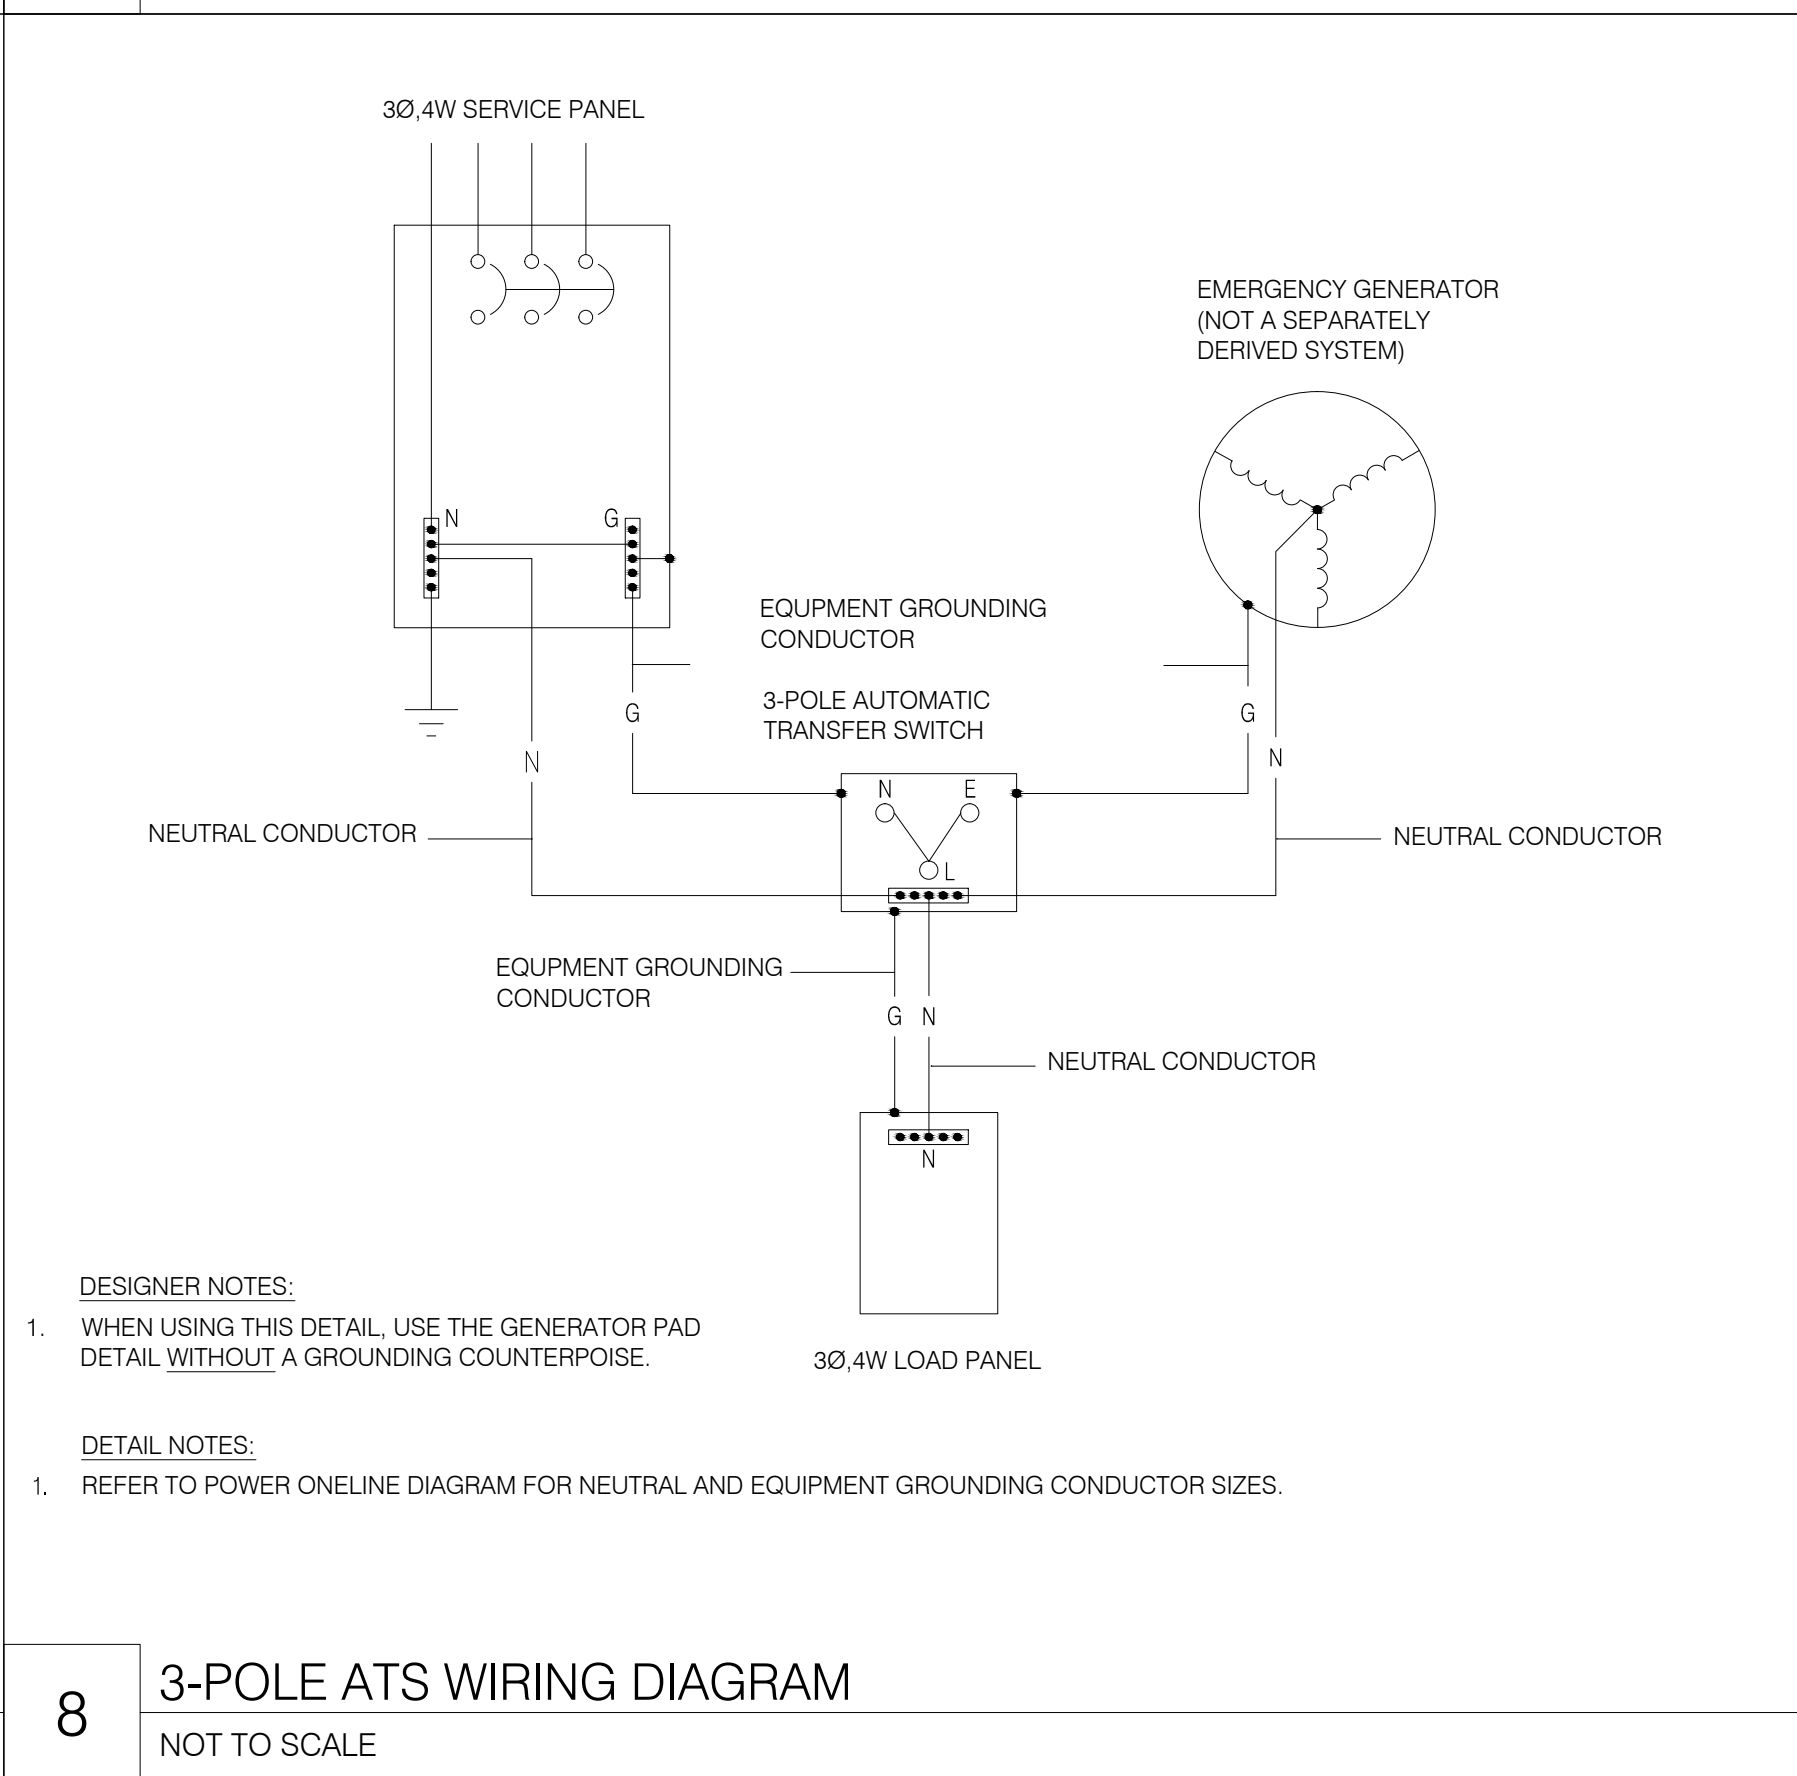 3Ø,4W SERVICE PANEL
EMERGENCY GENERATOR
(NOT A SEPARATELY
DERIVED SYSTEM)
N
G
EQUPMENT GROUNDING
CONDUCTOR
3-POLE AUTOMATIC
TRANSFER SWITCH
G
G
N
N
N
E
NEUTRAL CONDUCTOR
NEUTRAL CONDUCTOR
L
EQUPMENT GROUNDING
CONDUCTOR
G
N
NEUTRAL CONDUCTOR
N
DESIGNER NOTES:
1. WHEN USING THIS DETAIL, USE THE GENERATOR PAD
DETAIL WITHOUT A GROUNDING COUNTERPOISE.
3Ø,4W LOAD PANEL
DETAIL NOTES:
1. REFER TO POWER ONELINE DIAGRAM FOR NEUTRAL AND EQUIPMENT GROUNDING CONDUCTOR SIZES.
8
3-POLE ATS WIRING DIAGRAM
NOT TO SCALE